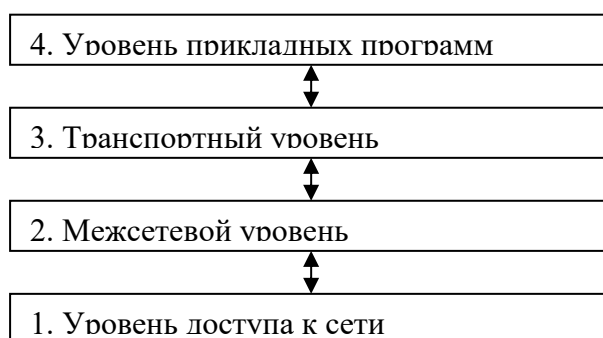 4. Уровень прикладных программ
3. Транспортный уровень
2. Межсетевой уровень
1. Уровень доступа к сети